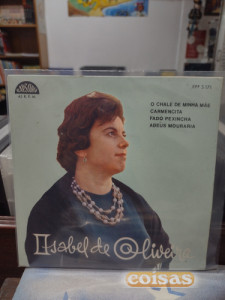 O CHALE DE MINHA MÃE
CARMENCITA
FADO PEXINCHA
ADEUS MOURARIA
Isabel de Oliveira
coisas